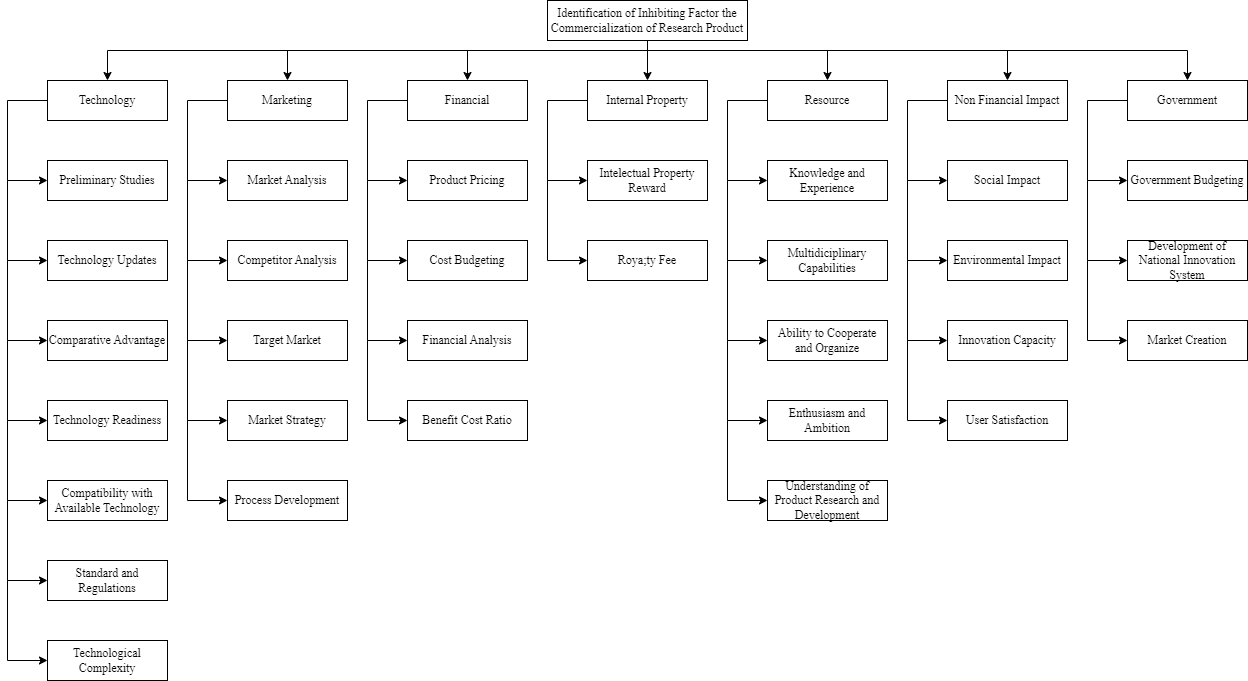 Identification of Inhibiting Factor the
Commercialization of Research Product
Technology
Marketing
Financial
Internal Property
Resource
Non Financial Impact
Government
Preliminary Studies
Market Analysis
Product Pricing
Intelectual Property
Reward
Knowledge and
Experience
Social Impact
Government Budgeting
Technology Updates
Competitor Analysis
Cost Budgeting
Roya;ty Fee
Multidiciplinary
Capabilities
Environmental Impact
Development of
National Innovation
System
Comparative Advantage
Target Market
Financial Analysis
Ability to Cooperate
and Organize
Innovation Capacity
Market Creation
Technology Readiness
Market Strategy
Benefit Cost Ratio
Enthusiasm and
Ambition
User Satisfaction
Compatibility with
Available Technology
Process Development
Understanding of
Product Research and
Development
Standard and
Regulations
Technological
Complexity